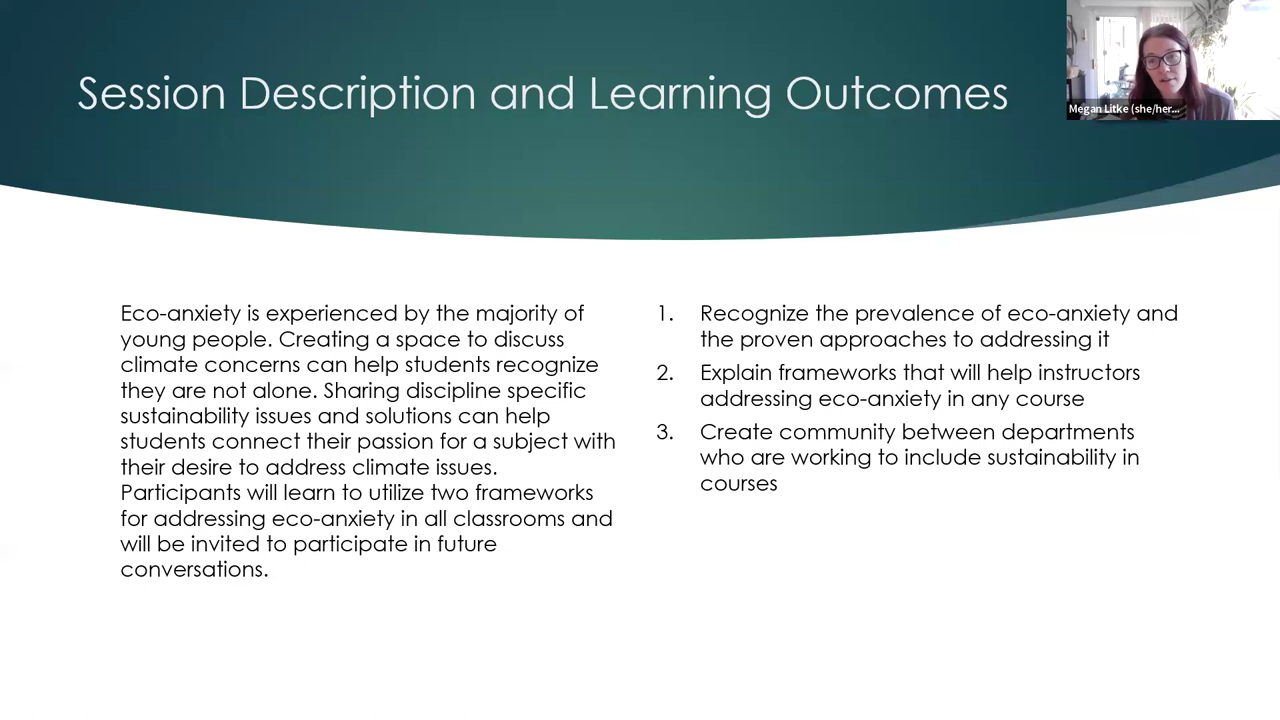 Session Description and Learning Outcomes
Megan Litke (she/her...
Eco-anxiety is experienced by the majority of
young people. Creating a space to discuss
climate concerns can help students recognize
they are not alone. Sharing discipline specific
sustainability issues and solutions can help
students connect their passion for a subject with
their desire to address climate issues.
Participants will learn to utilize two frameworks
for addressing eco-anxiety in all classrooms and
will be invited to participate in future
conversations.
1. Recognize the prevalence of eco-anxiety and
the proven approaches to addressing it
2. Explain frameworks that will help instructors
addressing eco-anxiety in any course
3. Create community between departments
who are working to include sustainability in
courses